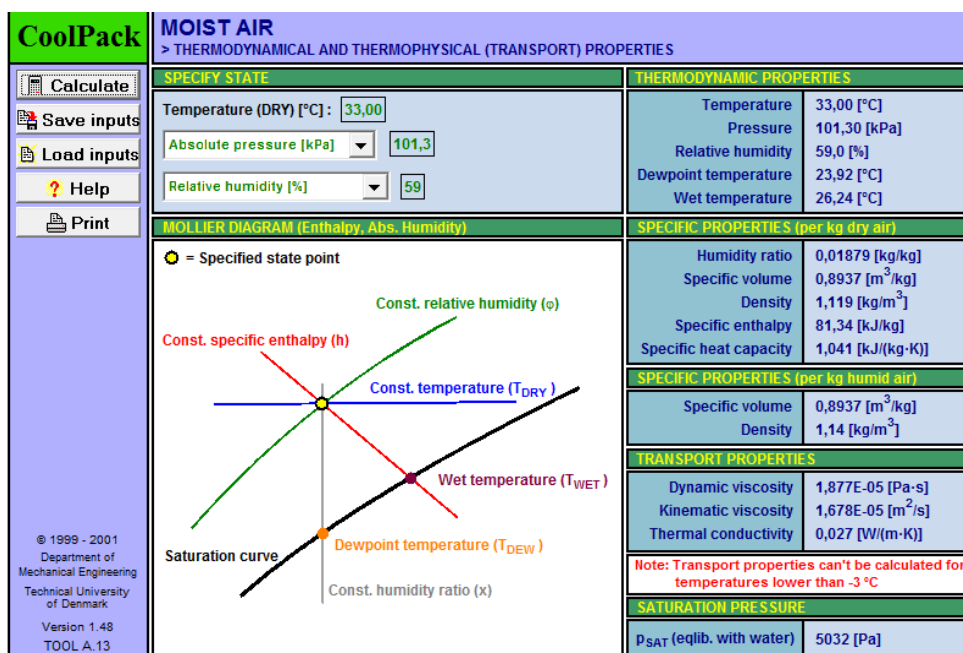 CoolPack
MOIST AIR
> THERMODYNAMICAL AND THERMOPHYSICAL (TRANSPORT) PROPERTIES
Calculate
Save inputs
Load inputs
? Help
Print
© 1999 - 2001
Department of
Mechanical Engineering
Technical University
of Denmark
Version 1.48
TOOL A.13
SPECIFY STATE
Temperature (DRY) [°C] : 33,00
Absolute pressure [kPa] 101,3
Relative humidity [%] 59
MOLLIER DIAGRAM (Enthalpy, Abs. Humidity)
= Specified state point
Const. relative humidity (φ)
Const. specific enthalpy (h)
Const. temperature (TDRY )
Wet temperature (TWET )
Dewpoint temperature (TDEW )
Saturation curve
Const. humidity ratio (x)
THERMODYNAMIC PROPERTIES
Temperature 33,00 [°C]
Pressure 101,30 [kPa]
Relative humidity 59,0 [%]
Dewpoint temperature 23,92 [°C]
Wet temperature 26,24 [°C]
SPECIFIC PROPERTIES (per kg dry air)
Humidity ratio 0,01879 [kg/kg]
Specific volume 0,8937 [m³/kg]
Density 1,119 [kg/m³]
Specific enthalpy 81,34 [kJ/kg]
Specific heat capacity 1,041 [kJ/(kg·K)]
SPECIFIC PROPERTIES (per kg humid air)
Specific volume 0,8937 [m³/kg]
Density 1,14 [kg/m³]
TRANSPORT PROPERTIES
Dynamic viscosity 1,877E-05 [Pa·s]
Kinematic viscosity 1,678E-05 [m²/s]
Thermal conductivity 0,027 [W/(m·K)]
Note: Transport properties can't be calculated for
temperatures lower than -3 °C
SATURATION PRESSURE
pSAT (eqlib. with water) 5032 [Pa]